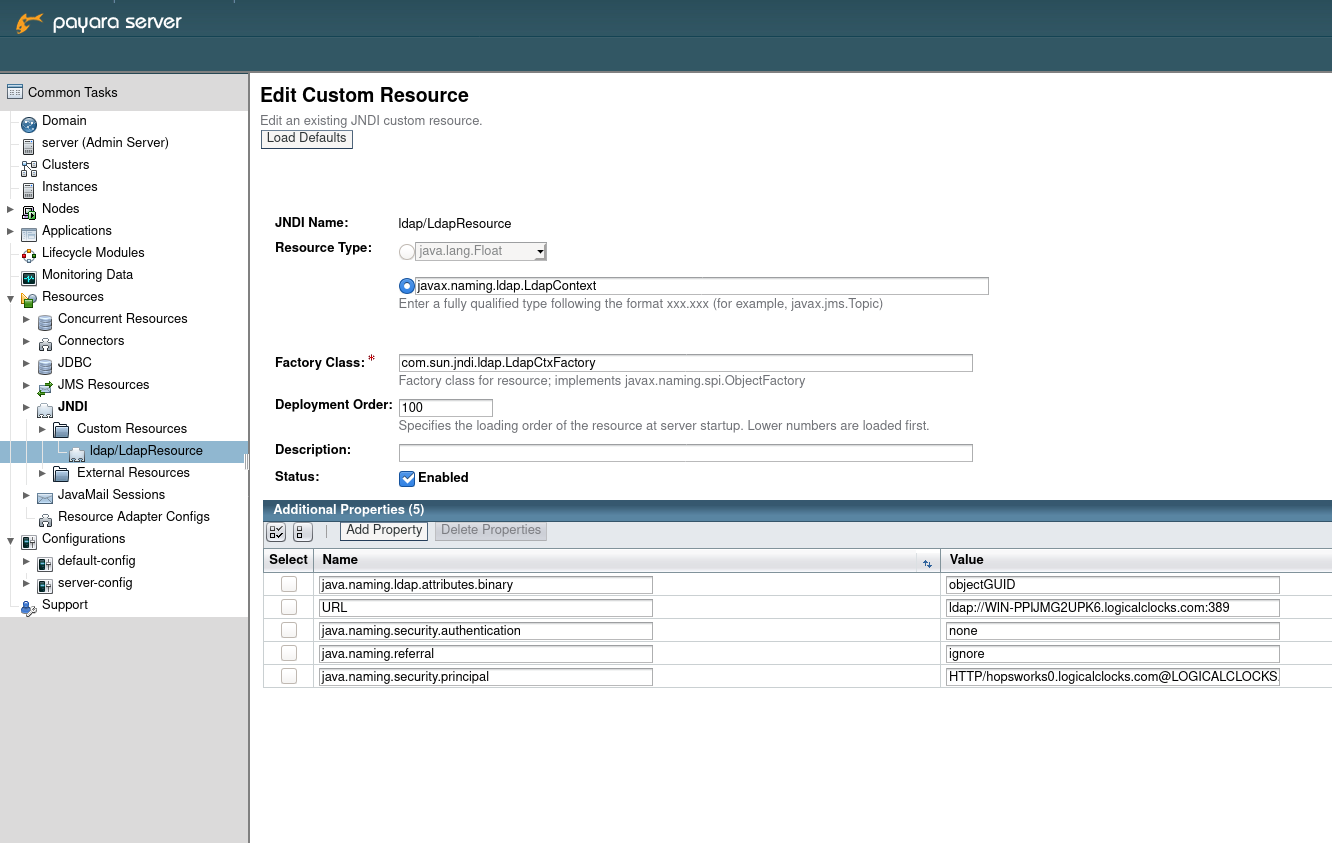 payara server
Common Tasks
Domain
server (Admin Server)
Clusters
Instances
Nodes
Applications
Lifecycle Modules
Monitoring Data
Resources
Concurrent Resources
Connectors
JDBC
JMS Resources
JNDI
Custom Resources
ldap/LdapResource
External Resources
JavaMail Sessions
Resource Adapter Configs
Configurations
default-config
server-config
Support
Edit Custom Resource
Edit an existing JNDI custom resource.
Load Defaults
JNDI Name: ldap/LdapResource
Resource Type: java.lang.Float
javax.naming.ldap.LdapContext
Enter a fully qualified type following the format xxx.xxx (for example, javax.jms.Topic)
Factory Class: * com.sun.jndi.ldap.LdapCtxFactory
Factory class for resource; implements javax.naming.spi.ObjectFactory
Deployment Order: 100
Specifies the loading order of the resource at server startup. Lower numbers are loaded first.
Description:
Status: Enabled
Additional Properties (5)
Add Property Delete Properties
Select Name Value
java.naming.ldap.attributes.binary objectGUID
URL ldap://WIN-PPIJMG2UPK6.logicalclocks.com:389
java.naming.security.authentication none
java.naming.referral ignore
java.naming.security.principal HTTP/hopsworks0.logicalclocks.com@LOGICALCLOCKS